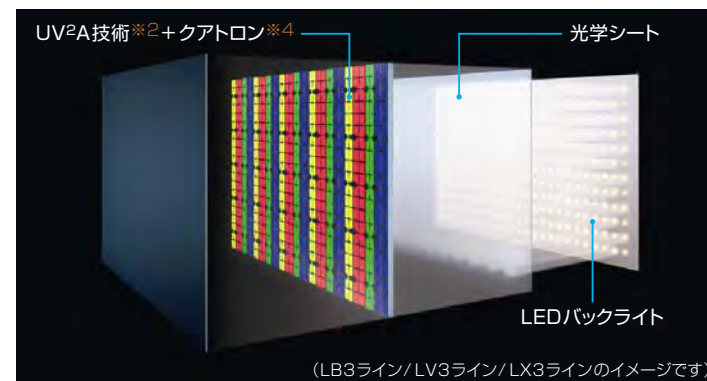 UV²A技術※2+クアトロン※4
光学シート
LEDバックライト
(LB3ライン/LV3ライン/LX3ラインのイメージです)